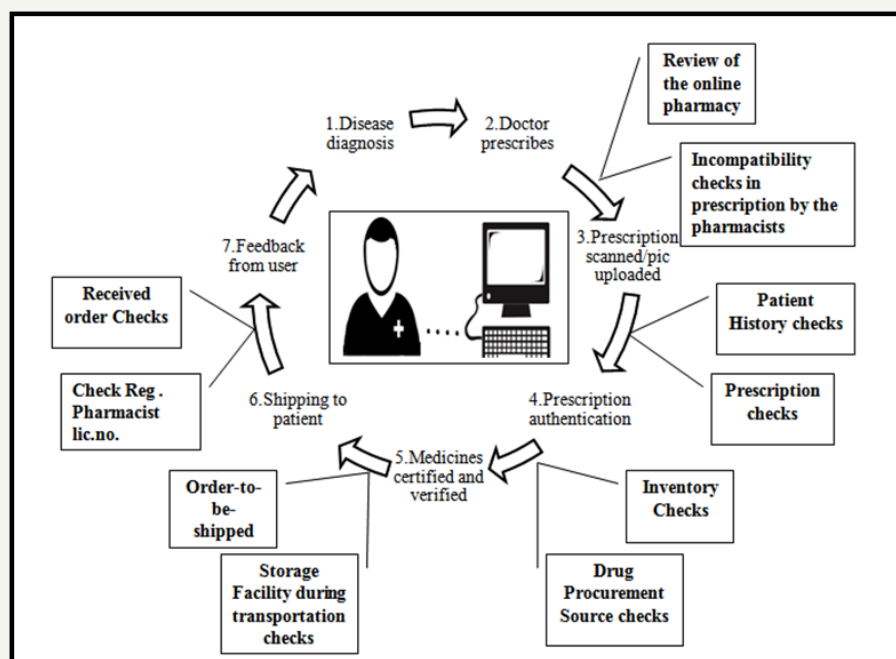 1.Disease
diagnosis
2.Doctor
prescribes
Review of
the online
pharmacy
Incompatibility
checks in
prescription by the
pharmacists
3.Prescription
scanned/pic
uploaded
Patient
History checks
Prescription
checks
4.Prescription
authentication
Inventory
Checks
Drug
Procurement
Source checks
5.Medicines
certified and
verified
Order-to-
be-
shipped
Storage
Facility during
transportation
checks
6.Shipping to
patient
Received
order Checks
Check Reg .
Pharmacist
lic.no.
7.Feedback
from user